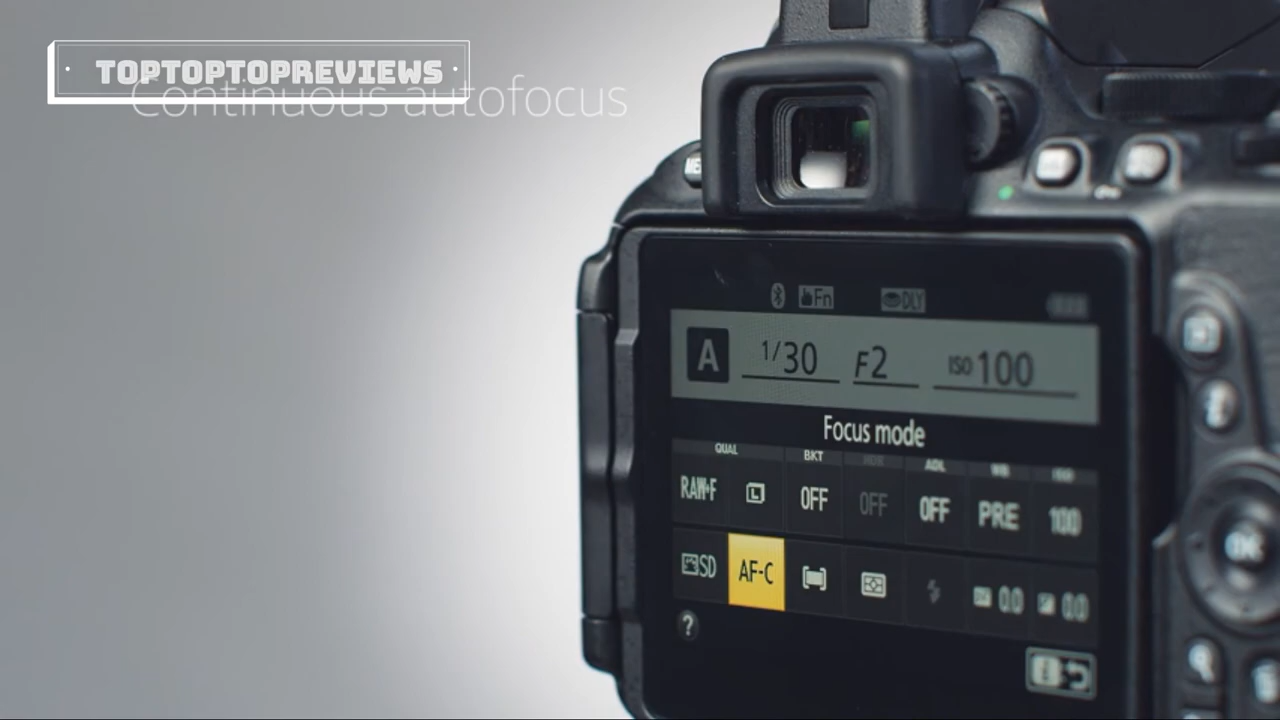 TOPTOPTOPREVIEWS
Continuous autofocus
Fn DLY
A 1/30 F2 ISO 100
Focus mode
QUAL BKT ADL WB
RAW+F L OFF OFF OFF PRE 100
SD AF-C 0.0 0.0
?
i
OK